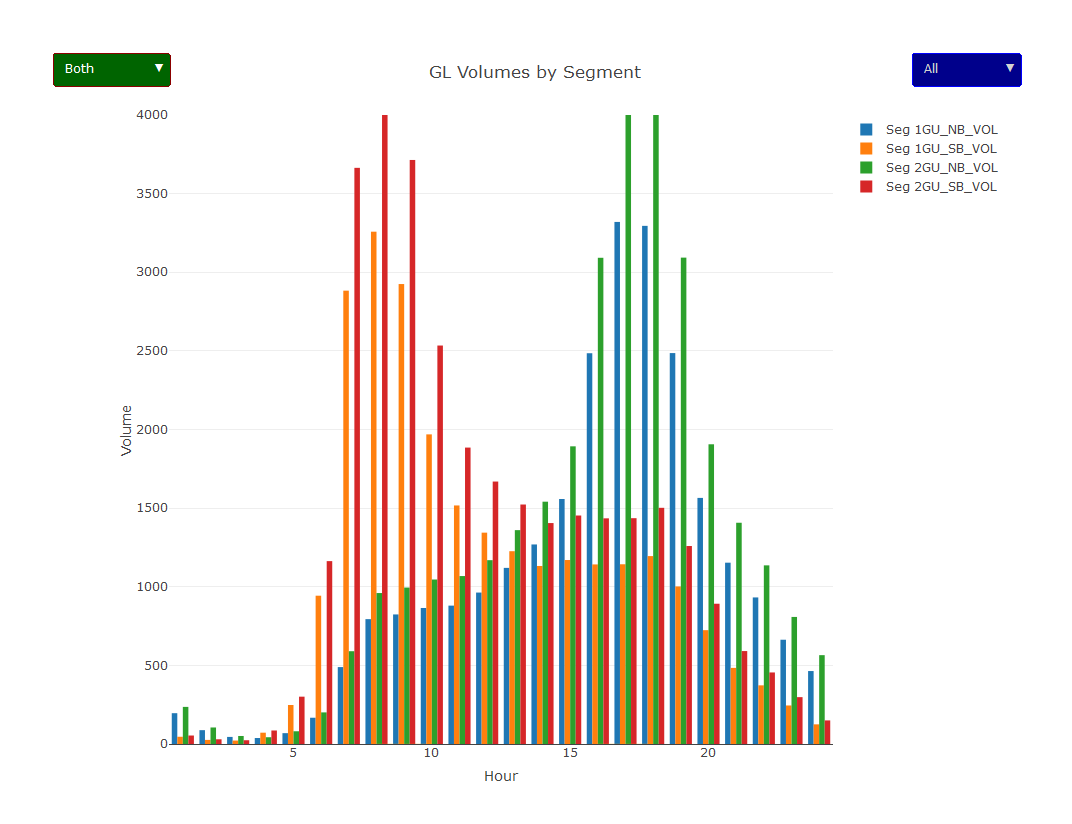 Both ▼
GL Volumes by Segment
All ▼
Seg 1GU_NB_VOL
Seg 1GU_SB_VOL
Seg 2GU_NB_VOL
Seg 2GU_SB_VOL
4000
3500
3000
2500
2000
1500
1000
500
0
Volume
5 10 15 20
Hour